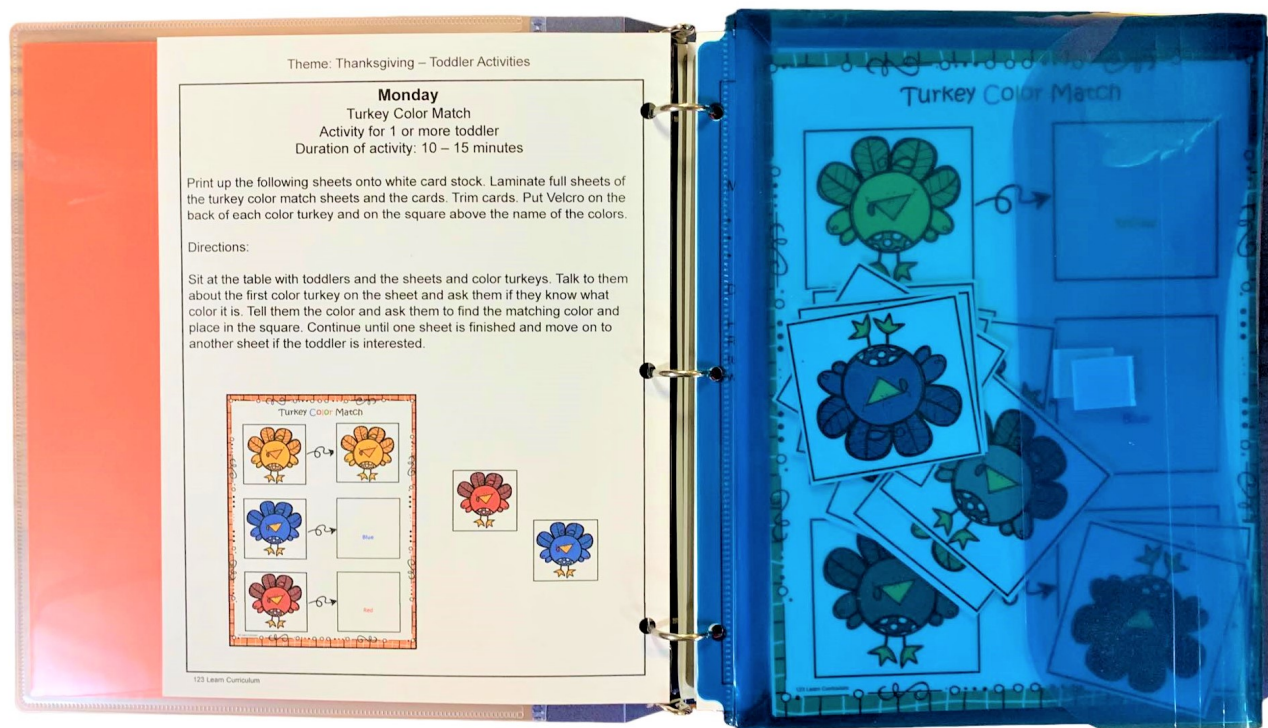 Theme: Thanksgiving – Toddler Activities
Monday
Turkey Color Match
Activity for 1 or more toddler
Duration of activity: 10 – 15 minutes
Print up the following sheets onto white card stock. Laminate full sheets of
the turkey color match sheets and the cards. Trim cards. Put Velcro on the
back of each color turkey and on the square above the name of the colors.
Directions:
Sit at the table with toddlers and the sheets and color turkeys. Talk to them
about the first color turkey on the sheet and ask them if they know what
color it is. Tell them the color and ask them to find the matching color and
place in the square. Continue until one sheet is finished and move on to
another sheet if the toddler is interested.
Turkey Color Match
Blue
Red
123 Learn Curriculum
Turkey Color Match
Blue
123 Learn Curriculum